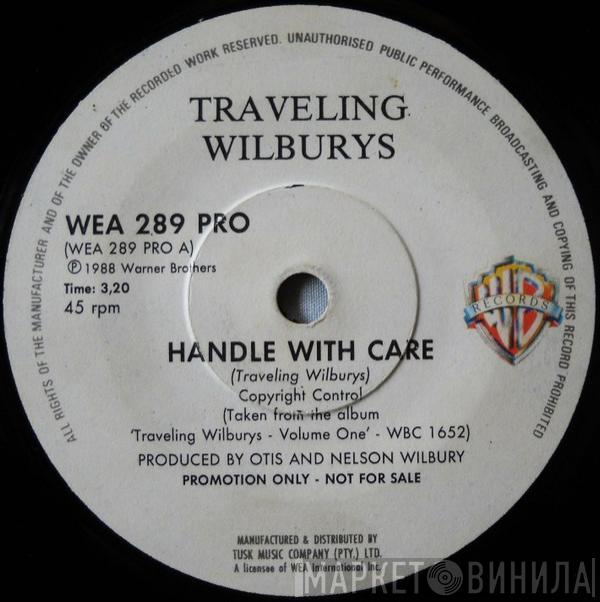 ALL RIGHTS OF THE MANUFACTURER AND OF THE OWNER OF THE RECORDED WORK RESERVED. UNAUTHORISED PUBLIC PERFORMANCE BROADCASTING AND COPYING OF THIS RECORD PROHIBITED
TRAVELING
WILBURYS
WEA 289 PRO
(WEA 289 PRO A)
℗ 1988 Warner Brothers
Time: 3,20
45 rpm
RECORDS
HANDLE WITH CARE
(Traveling Wilburys)
Copyright Control
(Taken from the album
'Traveling Wilburys - Volume One' - WBC 1652)
PRODUCED BY OTIS AND NELSON WILBURY
PROMOTION ONLY - NOT FOR SALE
MANUFACTURED & DISTRIBUTED BY
TUSK MUSIC COMPANY (PTY.) LTD.
A licensee of WEA International Inc.
МАРКЕТ ВИНИЛА